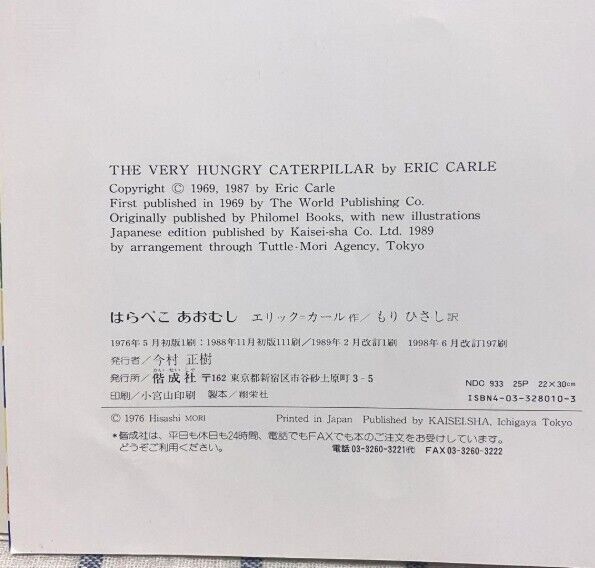 THE VERY HUNGRY CATERPILLAR by ERIC CARLE
Copyright © 1969, 1987 by Eric Carle
First published in 1969 by The World Publishing Co.
Originally published by Philomel Books, with new illustrations
Japanese edition published by Kaisei-sha Co. Ltd. 1989
by arrangement through Tuttle-Mori Agency, Tokyo
はらぺこ あおむし エリック=カール 作/もり ひさし 訳
1976年5月初版1刷:1988年11月初版111刷/1989年2月改訂1刷 1998年6月改訂197刷
発行者/今村 正樹
かいせいしゃ
発行所/偕成社 〒162 東京都新宿区市谷砂土原町3-5
NDC 933 25P 22×30cm
印刷/小宮山印刷 製本/翔栄社
ISBN4-03-328010-3
© 1976 Hisashi MORI Printed in Japan Published by KAISEI-SHA, Ichigaya Tokyo
*偕成社は、平日も休日も24時間、電話でもFAXでも本のご注文をお受けしています。
どうぞご利用ください。 電話03-3260-3221代 FAX03-3260-3222